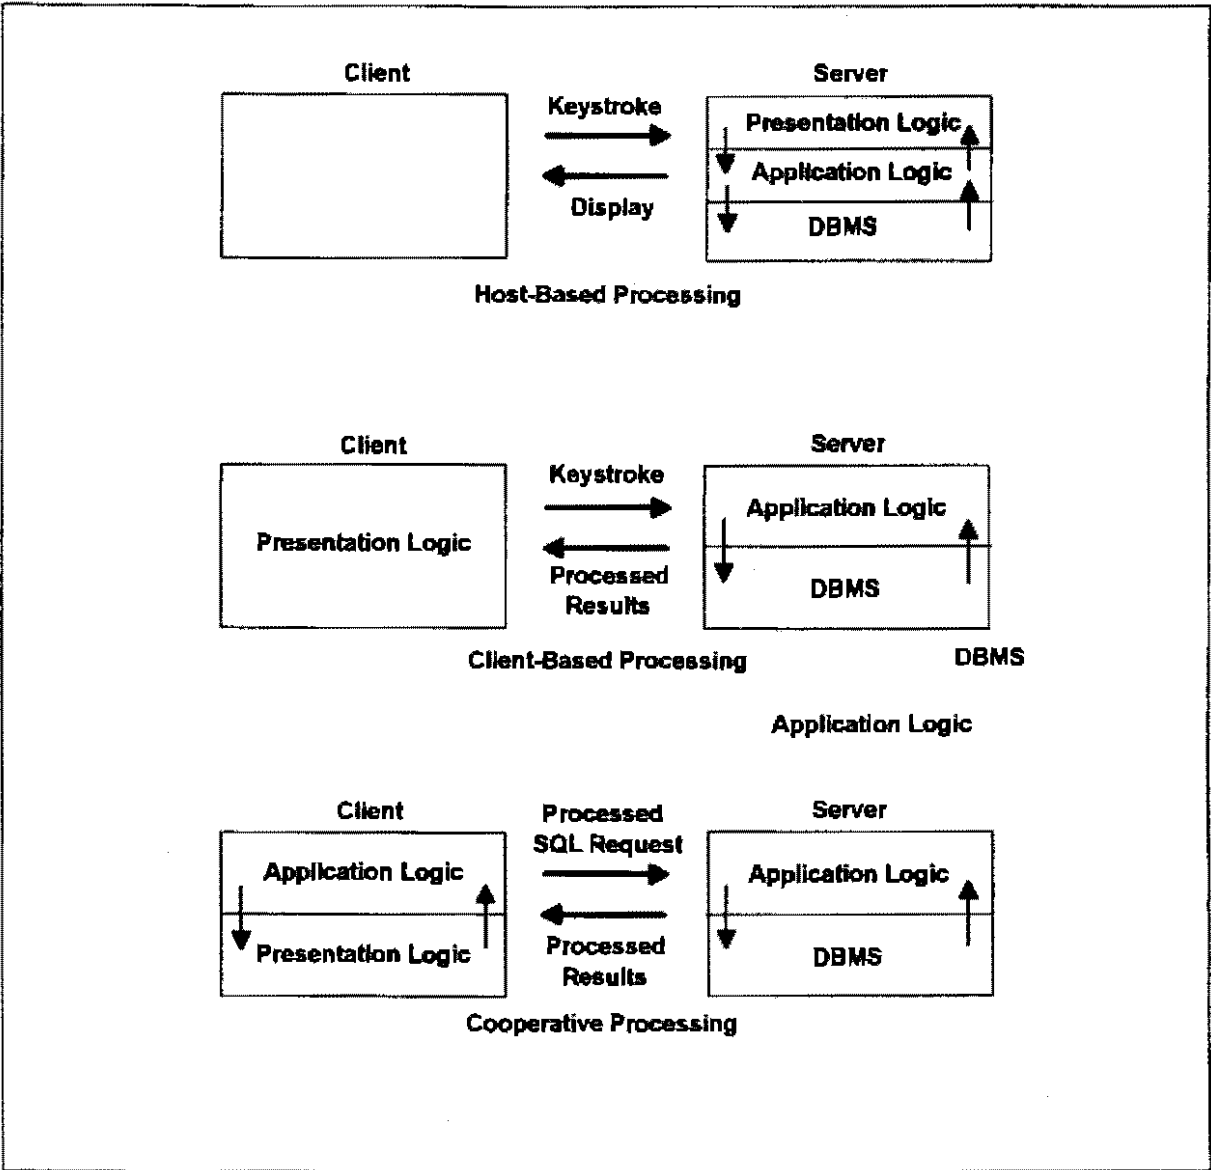 Client
Server
Keystroke
Presentation Logic
Application Logic
Display
DBMS
Host-Based Processing
Client
Server
Keystroke
Application Logic
Presentation Logic
Processed
Results
DBMS
Client-Based Processing
DBMS
Application Logic
Client
Processed
SQL Request
Server
Application Logic
Application Logic
Presentation Logic
Processed
Results
DBMS
Cooperative Processing